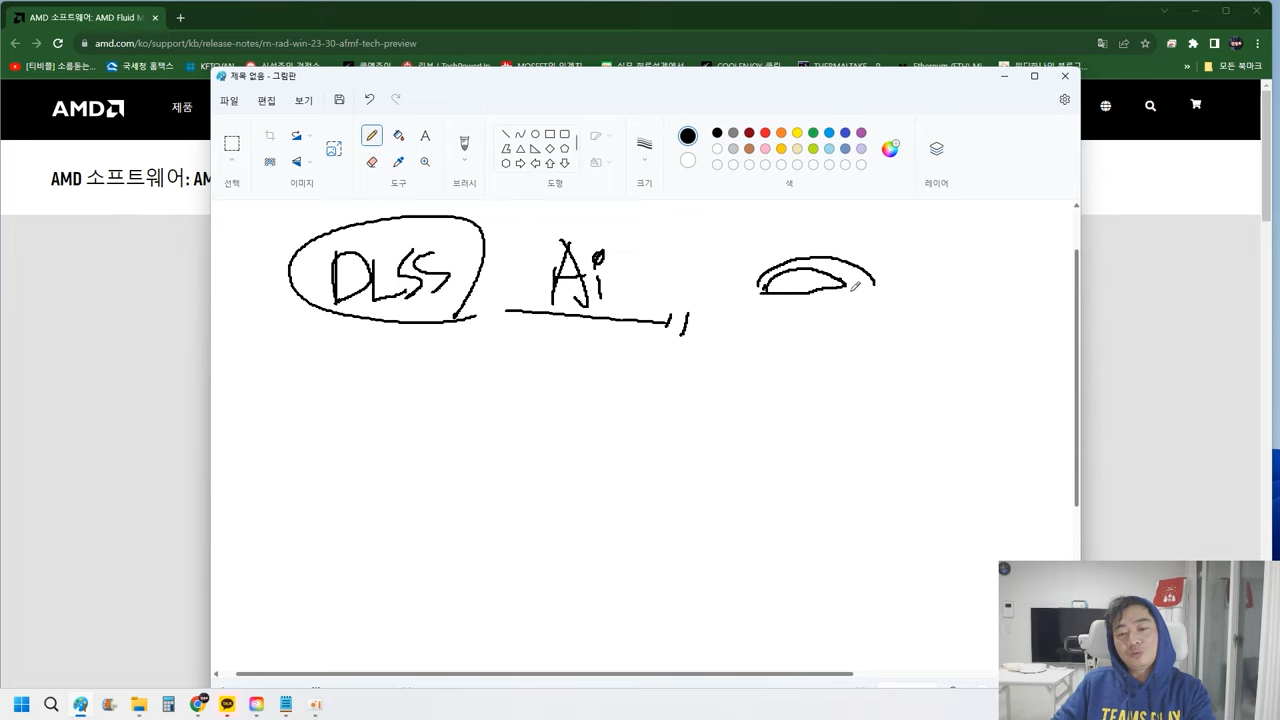 AMD 소프트웨어: AMD Fluid M
amd.com/ko/support/kb/release-notes/rn-rad-win-23-30-afmf-tech-preview
국세청 홈택스
모든 북마크
제목 없음 - 그림판
파일 편집 보기
AMD 제품
AMD 소프트웨어: AM
선택 이미지 도구 브러시 도형 크기 색 레이어
DLSS Ai
TEAMS PLAY